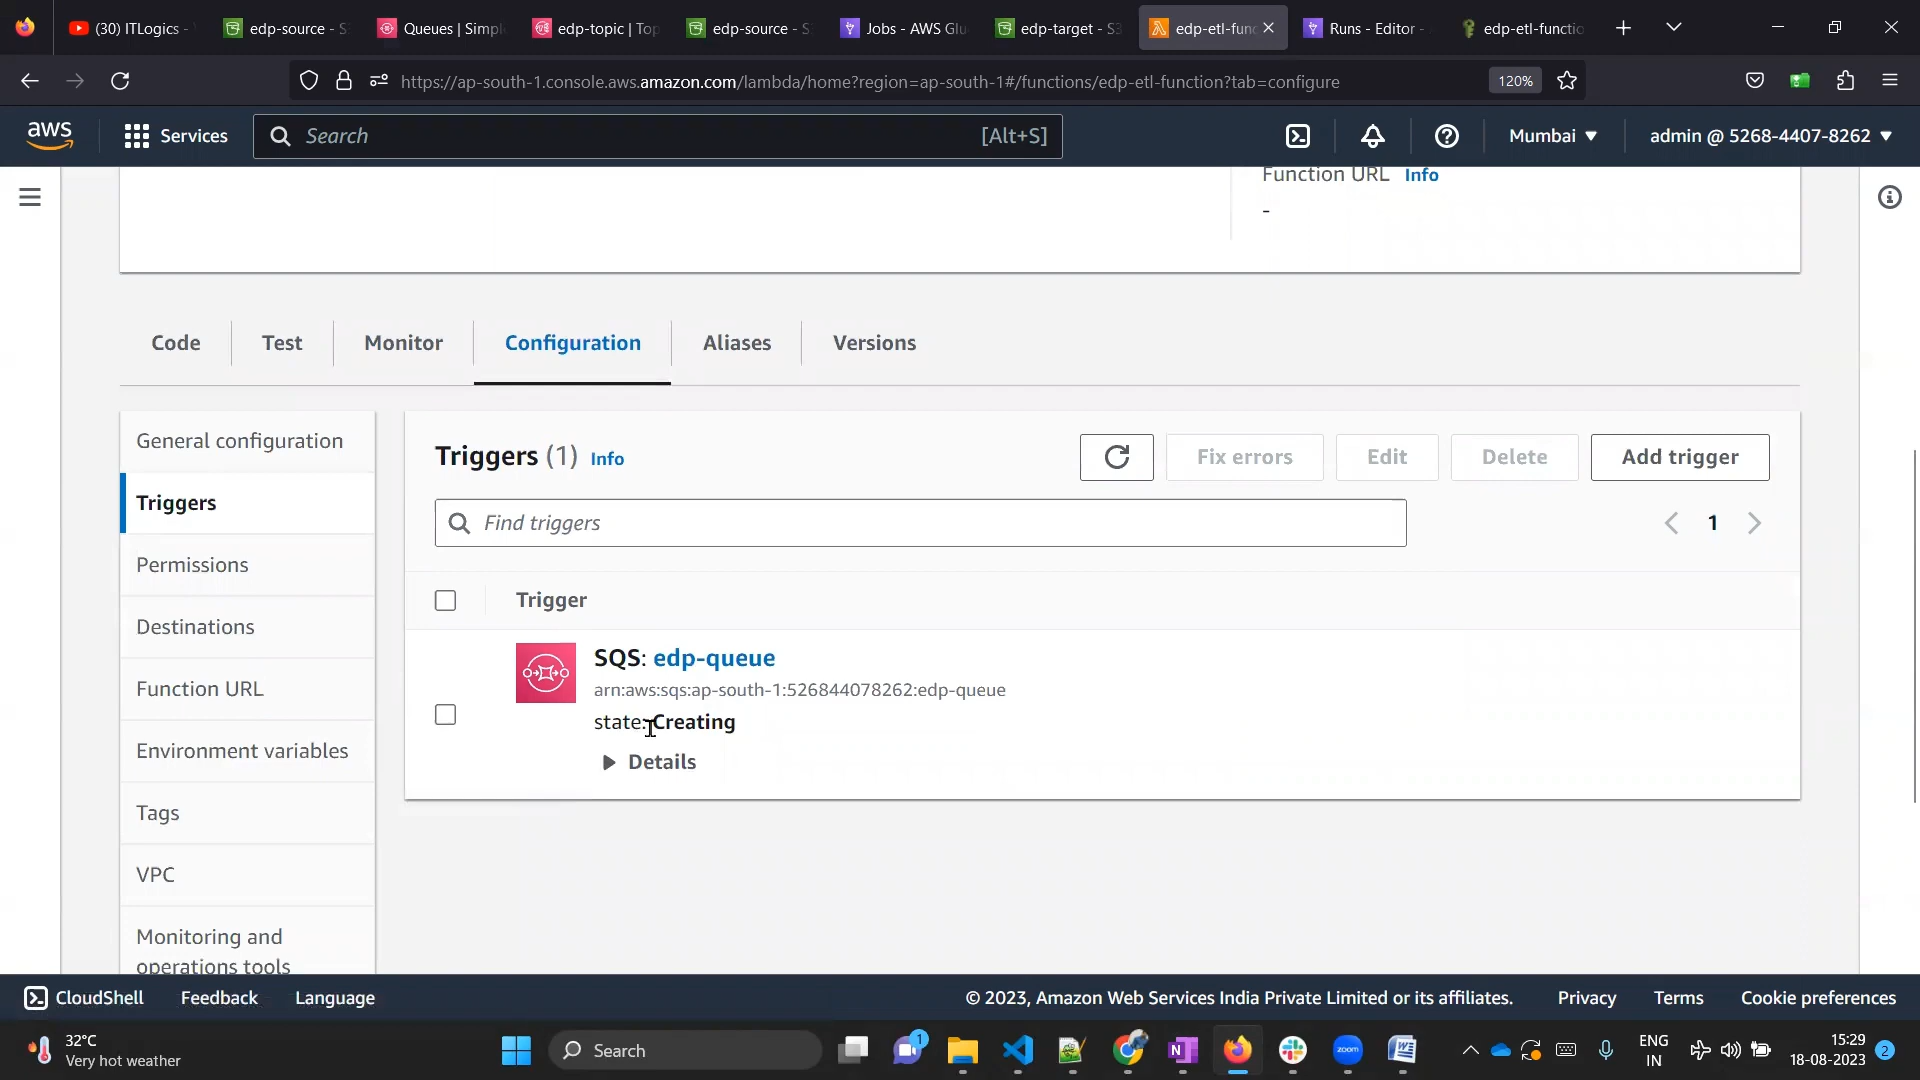 (30) ITLogics -
edp-source - S
Queues | Simpl
edp-topic | Top
edp-source - S
Jobs - AWS Glu
edp-target - S3
edp-etl-func
Runs - Editor -
edp-etl-functio
https://ap-south-1.console.aws.amazon.com/lambda/home?region=ap-south-1#/functions/edp-etl-function?tab=configure
120%
aws
Services
Search
[Alt+S]
Mumbai
admin @ 5268-4407-8262
Function URL Info
-
Code
Test
Monitor
Configuration
Aliases
Versions
General configuration
Triggers
Permissions
Destinations
Function URL
Environment variables
Tags
VPC
Monitoring and
operations tools
Triggers (1) Info
Fix errors
Edit
Delete
Add trigger
Find triggers
1
Trigger
SQS: edp-queue
arn:aws:sqs:ap-south-1:526844078262:edp-queue
state: Creating
Details
CloudShell
Feedback
Language
© 2023, Amazon Web Services India Private Limited or its affiliates.
Privacy
Terms
Cookie preferences
32°C
Very hot weather
Search
1
N
zoom
ENG
IN
15:29
18-08-2023
2